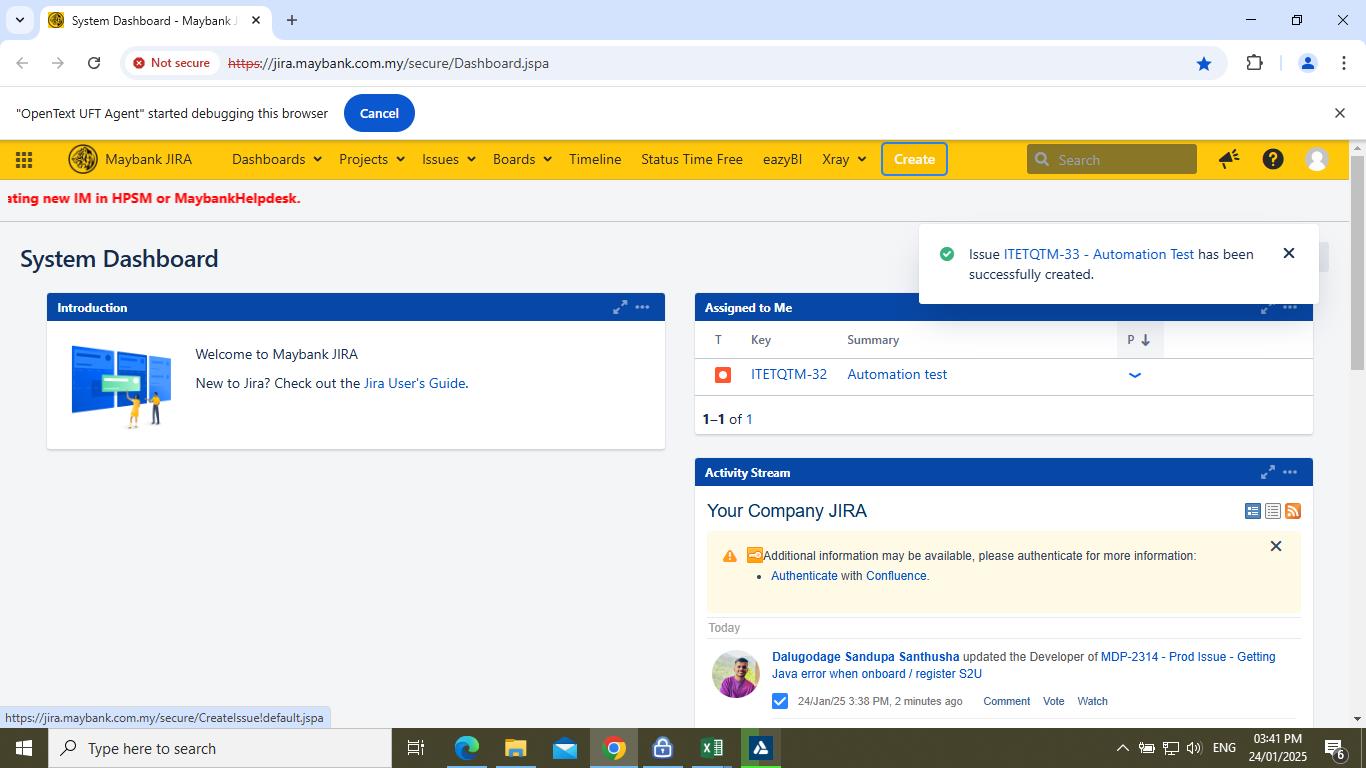 System Dashboard - Maybank J
Not secure
https://jira.maybank.com.my/secure/Dashboard.jspa
"OpenText UFT Agent" started debugging this browser
Cancel
Maybank JIRA
Dashboards
Projects
Issues
Boards
Timeline
Status Time Free
eazyBI
Xray
Create
Search
ating new IM in HPSM or MaybankHelpdesk.
System Dashboard
Issue ITETQTM-33 - Automation Test has been
successfully created.
Introduction
Welcome to Maybank JIRA
New to Jira? Check out the Jira User's Guide.
Assigned to Me
T Key Summary P
ITETQTM-32 Automation test
1–1 of 1
Activity Stream
Your Company JIRA
Additional information may be available, please authenticate for more information:
• Authenticate with Confluence.
Today
Dalugodage Sandupa Santhusha updated the Developer of MDP-2314 - Prod Issue - Getting
Java error when onboard / register S2U
24/Jan/25 3:38 PM, 2 minutes ago Comment Vote Watch
https://jira.maybank.com.my/secure/CreateIssue!default.jspa
Type here to search
ENG
03:41 PM
24/01/2025
6